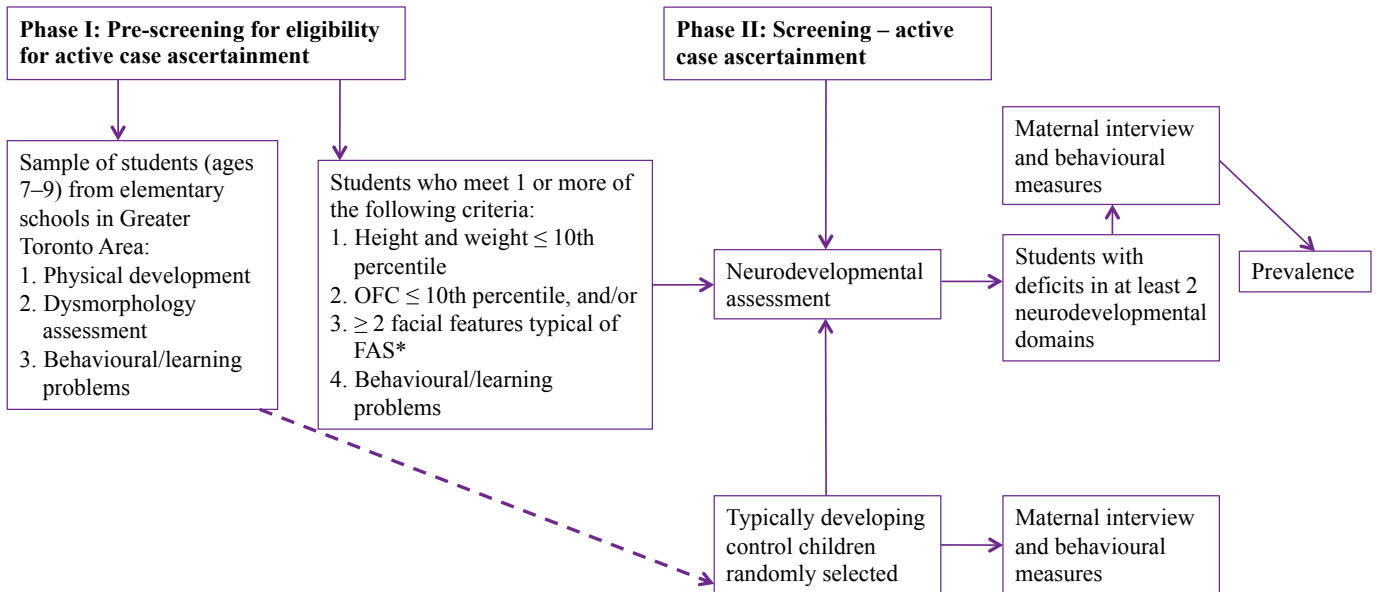 Phase I: Pre-screening for eligibility
for active case ascertainment
Phase II: Screening – active
case ascertainment
Sample of students (ages
7–9) from elementary
schools in Greater
Toronto Area:
1. Physical development
2. Dysmorphology
assessment
3. Behavioural/learning
problems
Students who meet 1 or more of
the following criteria:
1. Height and weight ≤ 10th
percentile
2. OFC ≤ 10th percentile, and/or
3. ≥ 2 facial features typical of
FAS*
4. Behavioural/learning
problems
Neurodevelopmental
assessment
Maternal interview
and behavioural
measures
Students with
deficits in at least 2
neurodevelopmental
domains
Prevalence
Typically developing
control children
randomly selected
Maternal interview
and behavioural
measures